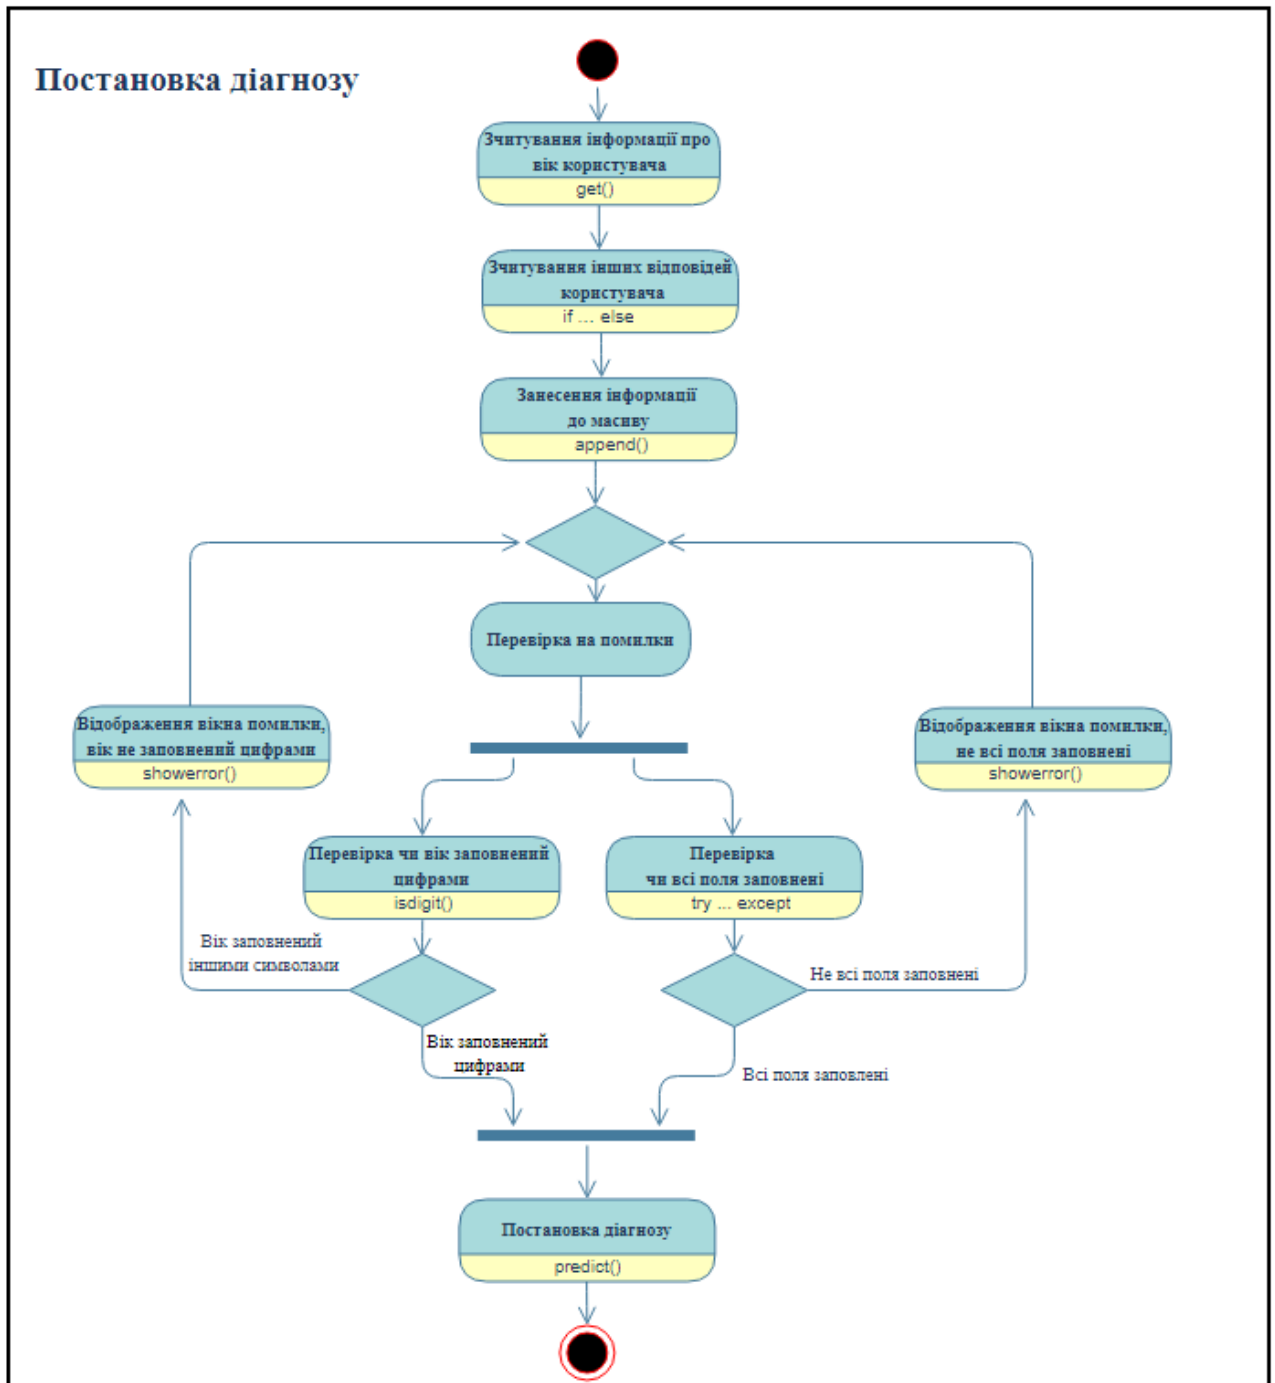 Постановка діагнозу
Зчитування інформації про
вік користувача
get()
Зчитування інших відповідей
користувача
if ... else
Занесення інформації
до масиву
append()
Перевірка на помилки
Відображення вікна помилки,
вік не заповнений цифрами
showerror()
Відображення вікна помилки,
не всі поля заповнені
showerror()
Перевірка чи вік заповнений
цифрами
isdigit()
Перевірка
чи всі поля заповнені
try ... except
Вік заповнений
іншими символами
Не всі поля заповнені
Вік заповнений
цифрами
Всі поля заповлені
Постановка діагнозу
predict()